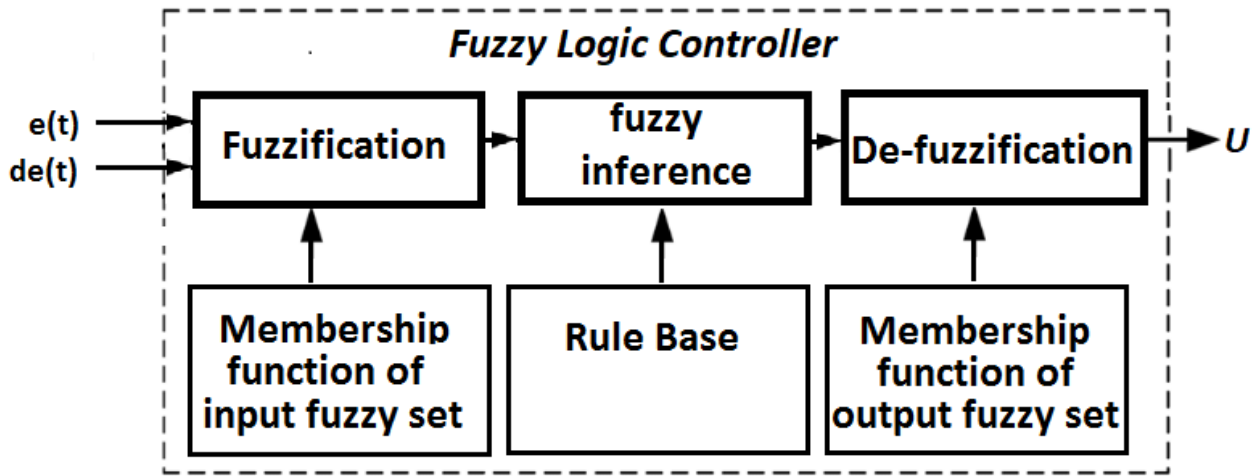 Fuzzy Logic Controller
e(t)
de(t)
Fuzzification
fuzzy
inference
De-fuzzification
U
Membership
function of
input fuzzy set
Rule Base
Membership
function of
output fuzzy set